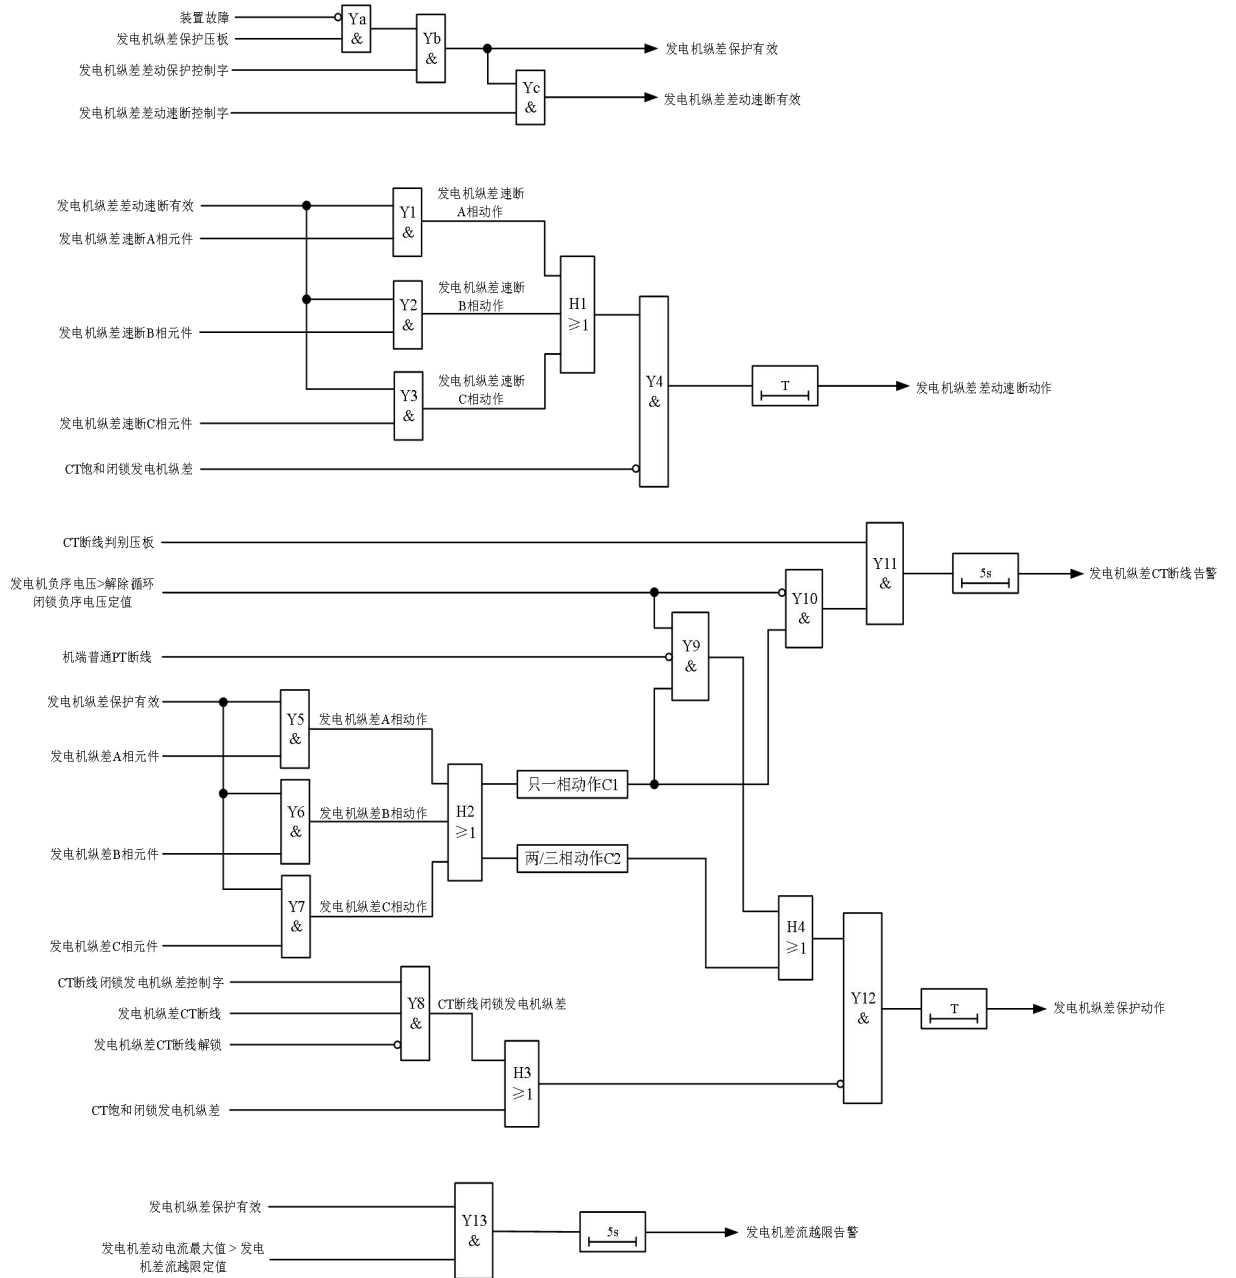 装置故障
发电机纵差保护压板
发电机纵差差动保护控制字
发电机纵差差动速断控制字
Ya
&
Yb
&
Yc
&
发电机纵差保护有效
发电机纵差差动速断有效
发电机纵差差动速断有效
发电机纵差速断A相元件
发电机纵差速断B相元件
发电机纵差速断C相元件
CT饱和闭锁发电机纵差
Y1
&
Y2
&
Y3
&
发电机纵差速断
A相动作
发电机纵差速断
B相动作
发电机纵差速断
C相动作
H1
≥1
Y4
&
T
发电机纵差差动速断动作
CT断线判别压板
发电机负序电压>解除循环
闭锁负序电压定值
机端普通PT断线
发电机纵差保护有效
发电机纵差A相元件
发电机纵差B相元件
发电机纵差C相元件
Y5
&
Y6
&
Y7
&
发电机纵差A相动作
发电机纵差B相动作
发电机纵差C相动作
H2
≥1
只一相动作C1
两/三相动作C2
Y9
&
Y10
&
Y11
&
5s
发电机纵差CT断线告警
CT断线闭锁发电机纵差控制字
发电机纵差CT断线
发电机纵差CT断线解锁
CT饱和闭锁发电机纵差
Y8
&
CT断线闭锁发电机纵差
H3
≥1
H4
≥1
Y12
&
T
发电机纵差保护动作
发电机纵差保护有效
发电机差动电流最大值 > 发电
机差流越限定值
Y13
&
5s
发电机差流越限告警